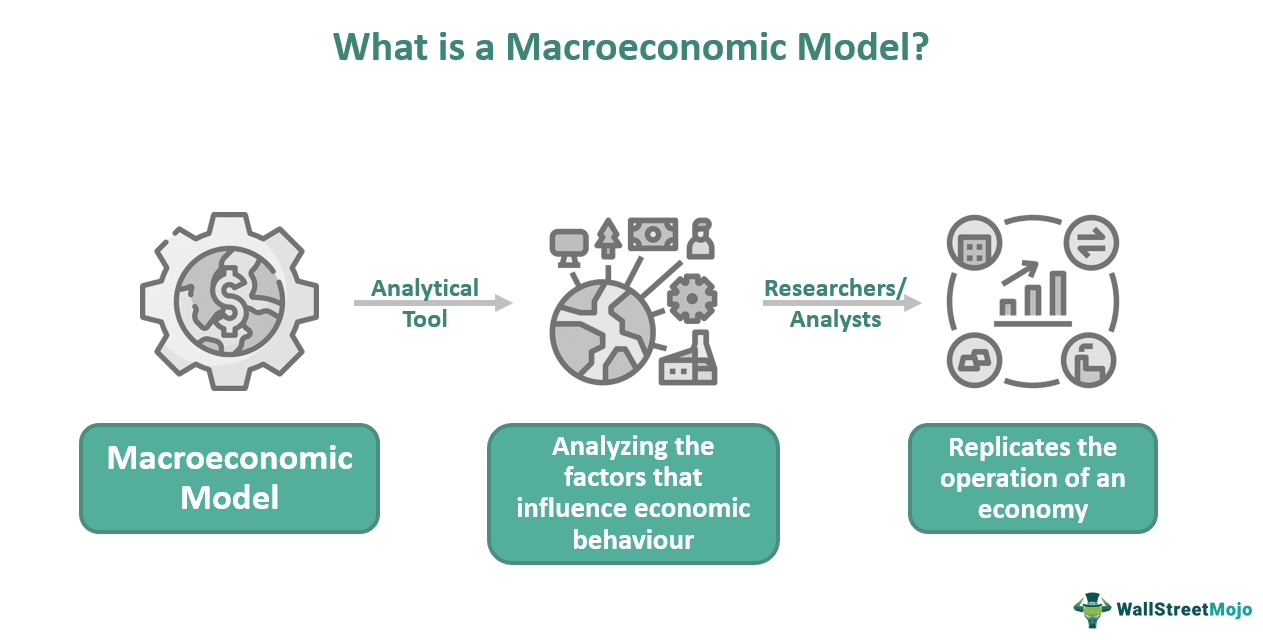 What is a Macroeconomic Model?
Analytical
Tool
Researchers/
Analysts
Macroeconomic
Model
Analyzing the
factors that
influence economic
behaviour
Replicates the
operation of an
economy
WallStreetMojo